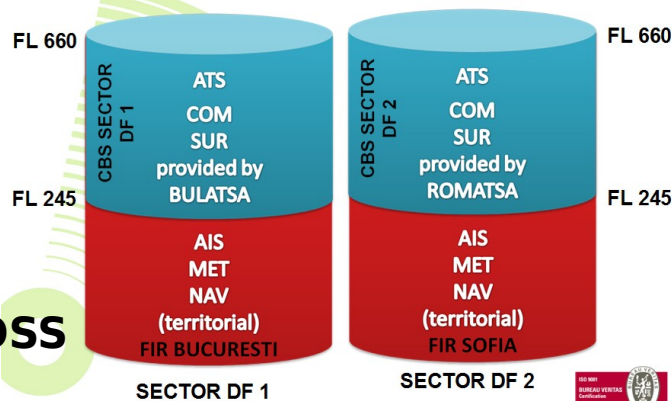 FL 660
CBS SECTOR
DF 1
ATS
COM
SUR
provided by
BULATSA
FL 245
AIS
MET
NAV
(territorial)
FIR BUCURESTI
SECTOR DF 1
FL 660
CBS SECTOR
DF 2
ATS
COM
SUR
provided by
ROMATSA
FL 245
AIS
MET
NAV
(territorial)
FIR SOFIA
SECTOR DF 2
oss
ISO 9001
BUREAU VERITAS
Certification